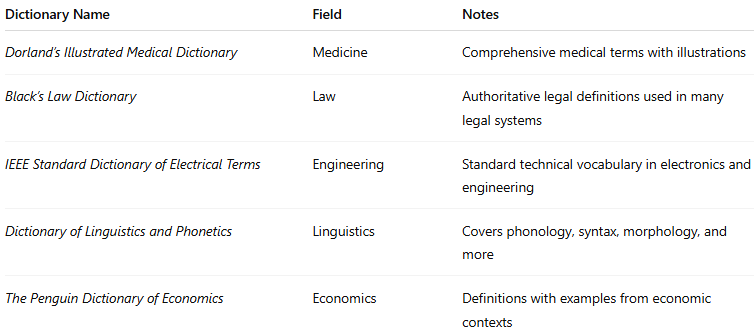 Dictionary Name Field Notes
Dorland’s Illustrated Medical Dictionary Medicine Comprehensive medical terms with illustrations
Black’s Law Dictionary Law Authoritative legal definitions used in many
legal systems
IEEE Standard Dictionary of Electrical Terms Engineering Standard technical vocabulary in electronics and
engineering
Dictionary of Linguistics and Phonetics Linguistics Covers phonology, syntax, morphology, and
more
The Penguin Dictionary of Economics Economics Definitions with examples from economic
contexts